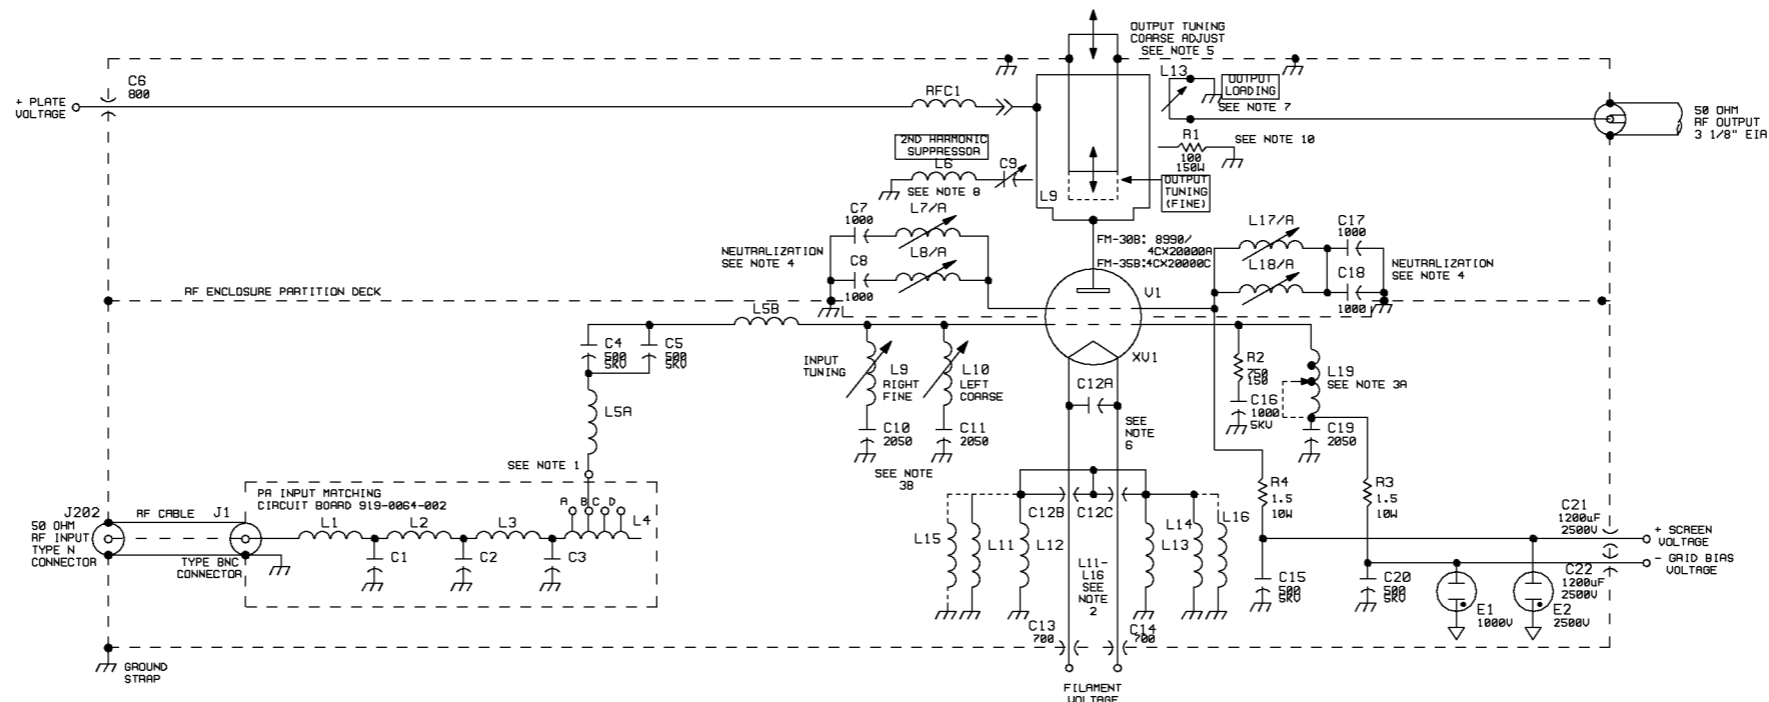 OUTPUT TUNING
COARSE ADJUST
SEE NOTE 5
C6
800
+ PLATE
VOLTAGE
RFC1
L13
OUTPUT
LOADING
SEE NOTE 7
50 OHM
RF OUTPUT
3 1/8" EIA
2ND HARMONIC
SUPPRESSOR
L6
C9
SEE NOTE 8
R1
100
150W
SEE NOTE 10
OUTPUT
TUNING
(FINE)
L9
C7
1000
L7/A
C8
1000
L8/A
NEUTRALIZATION
SEE NOTE 4
FM-30B: 8990/
4CX20000A
FM-35B:4CX20000C
L17/A
C17
1000
L18/A
C18
1000
NEUTRALIZATION
SEE NOTE 4
RF ENCLOSURE PARTITION DECK
V1
XV1
L5B
C4
500
5KV
C5
500
5KV
INPUT
TUNING
L9
RIGHT
FINE
L10
LEFT
COARSE
C12A
R2
750
150
L19
SEE NOTE 3A
L5A
C10
2050
C11
2050
SEE NOTE
3B
SEE
NOTE
6
C16
1000
5KV
C19
2050
SEE NOTE 1
PA INPUT MATCHING
CIRCUIT BOARD 919-0064-002
A B C D
J202
50 OHM
RF INPUT
TYPE N
CONNECTOR
RF CABLE
J1
TYPE BNC
CONNECTOR
L1
L2
L3
L4
C1
C2
C3
C12B
C12C
L15
L11
L12
L14
L13
L16
L11-
L16
SEE
NOTE
2
R4
1.5
10W
R3
1.5
10W
C21
1200uF
2500V
+ SCREEN
VOLTAGE
- GRID BIAS
VOLTAGE
C22
1200uF
2500V
C15
500
5KV
C20
500
5KV
E1
1000V
E2
2500V
C13
700
C14
700
GROUND
STRAP
FILAMENT
VOLTAGE